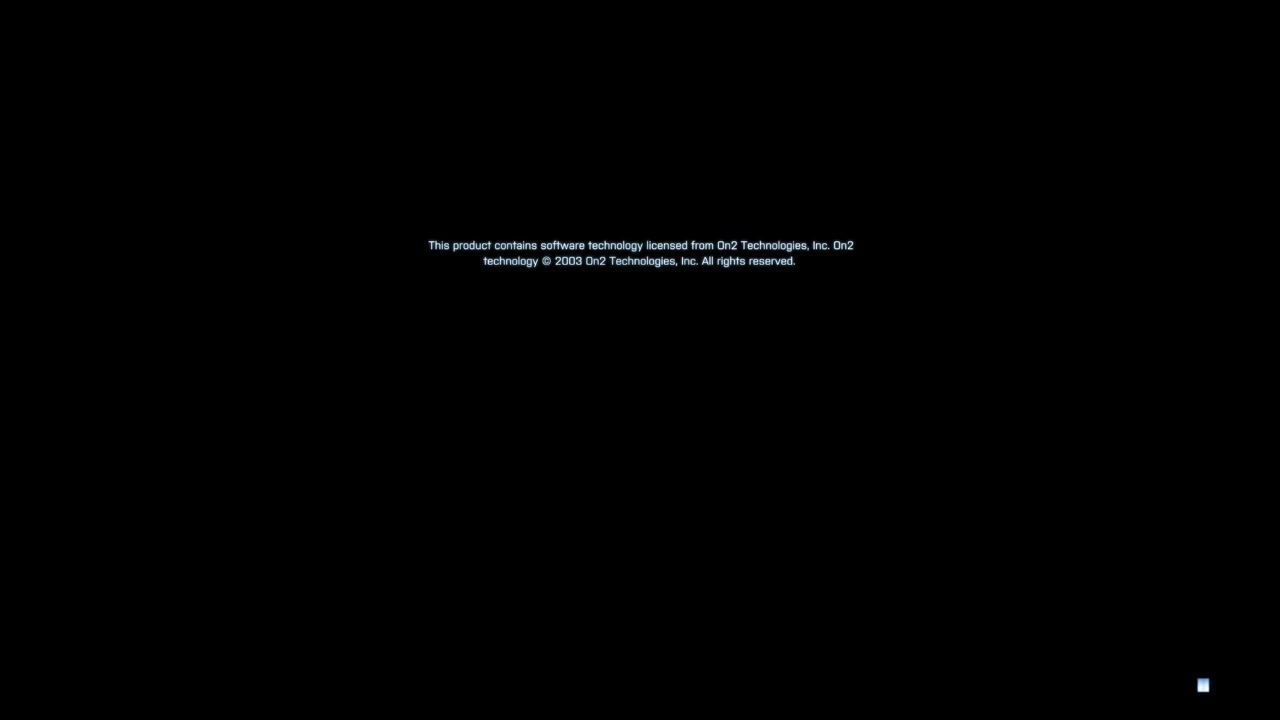 This product contains software technology licensed from On2 Technologies, Inc. On2
technology © 2003 On2 Technologies, Inc. All rights reserved.